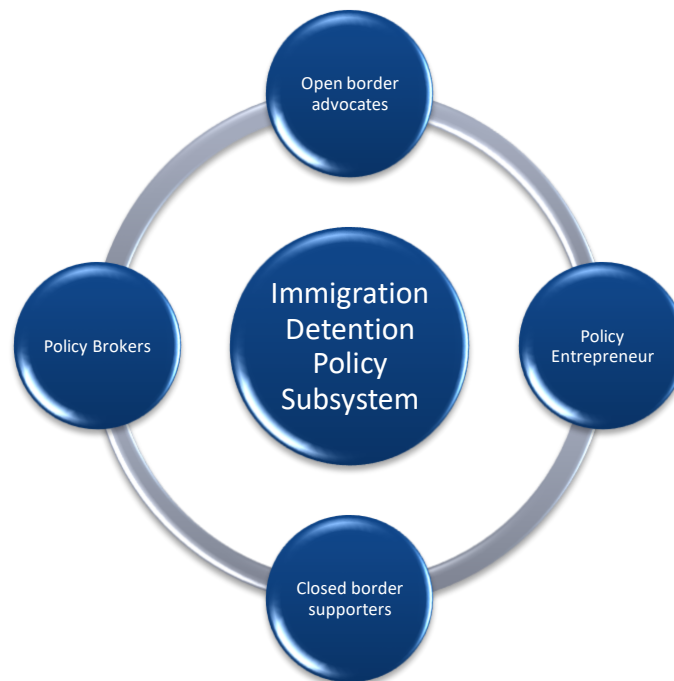 Open border
advocates
Immigration
Detention
Policy
Subsystem
Policy Brokers
Policy
Entrepreneur
Closed border
supporters